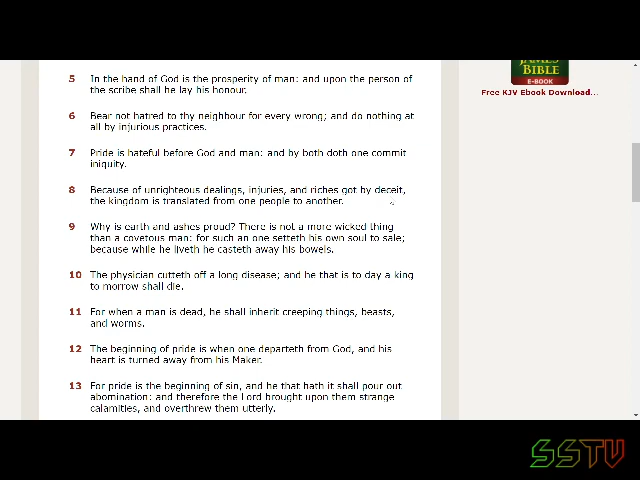 JAMES
BIBLE
E-BOOK
Free KJV Ebook Download...
5 In the hand of God is the prosperity of man: and upon the person of
the scribe shall he lay his honour.
6 Bear not hatred to thy neighbour for every wrong; and do nothing at
all by injurious practices.
7 Pride is hateful before God and man: and by both doth one commit
iniquity.
8 Because of unrighteous dealings, injuries, and riches got by deceit,
the kingdom is translated from one people to another.
9 Why is earth and ashes proud? There is not a more wicked thing
than a covetous man: for such an one setteth his own soul to sale;
because while he liveth he casteth away his bowels.
10 The physician cutteth off a long disease; and he that is to day a king
to morrow shall die.
11 For when a man is dead, he shall inherit creeping things, beasts,
and worms.
12 The beginning of pride is when one departeth from God, and his
heart is turned away from his Maker.
13 For pride is the beginning of sin, and he that hath it shall pour out
abomination: and therefore the Lord brought upon them strange
calamities, and overthrew them utterly.
SSTV